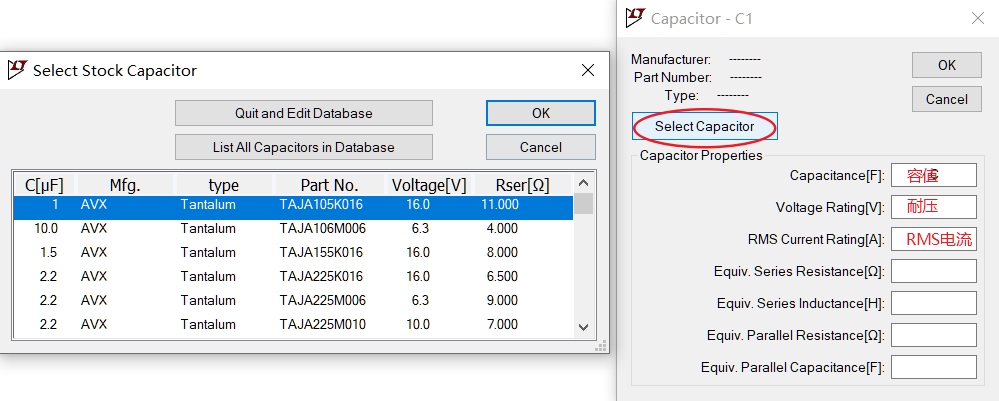 Select Stock Capacitor
Quit and Edit Database
OK
List All Capacitors in Database
Cancel
C[µF] Mfg. type Part No. Voltage[V] Rser[Ω]
1 AVX Tantalum TAJA105K016 16.0 11.000
10.0 AVX Tantalum TAJA106M006 6.3 4.000
1.5 AVX Tantalum TAJA155K016 16.0 8.000
2.2 AVX Tantalum TAJA225K016 16.0 6.500
2.2 AVX Tantalum TAJA225M006 6.3 9.000
2.2 AVX Tantalum TAJA225M010 10.0 7.000
Capacitor - C1
Manufacturer: --------
OK
Part Number: --------
Type: --------
Cancel
Select Capacitor
Capacitor Properties
Capacitance[F]: 容值
Voltage Rating[V]: 耐压
RMS Current Rating[A]: RMS电流
Equiv. Series Resistance[Ω]:
Equiv. Series Inductance[H]:
Equiv. Parallel Resistance[Ω]:
Equiv. Parallel Capacitance[F]: